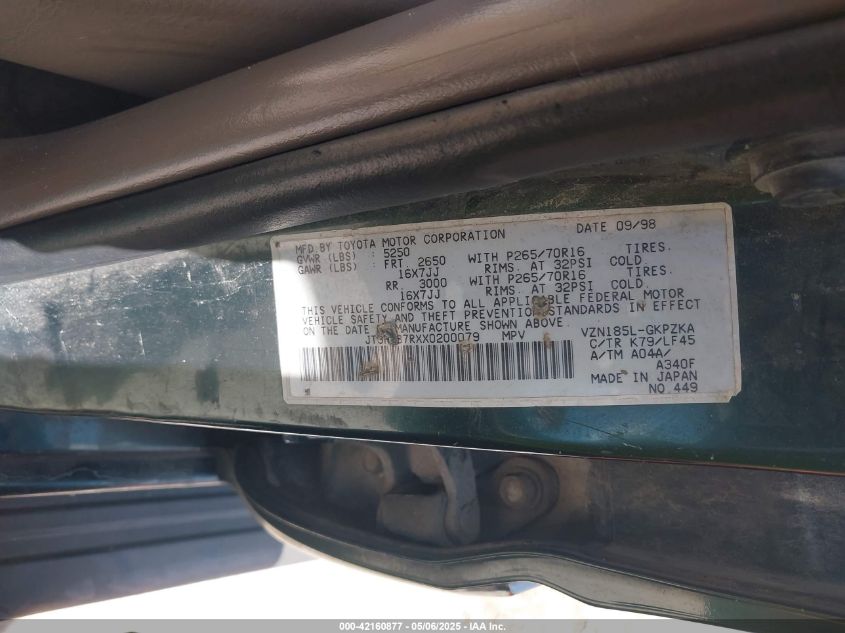 MFD.BY TOYOTA MOTOR CORPORATION DATE 09/98
GVWR (LBS) 5250 WITH P265/70R16 TIRES.
GAWR (LBS) FRT. 2650 RIMS. AT 32PSI COLD.
16X7JJ WITH P265/70R16 TIRES.
RR. 3000 RIMS. AT 32PSI COLD.
16X7JJ
THIS VEHICLE CONFORMS TO ALL APPLICABLE FEDERAL MOTOR
VEHICLE SAFETY AND THEFT PREVENTION STANDARDS IN EFFECT
ON THE DATE OF MANUFACTURE SHOWN ABOVE.
MPV
VZN185L-GKPZKA
C/TR K79/LF45
A/TM A04A/
A340F
MADE IN JAPAN
NO.449
000-42160877 - 05/06/2025 - IAA Inc.